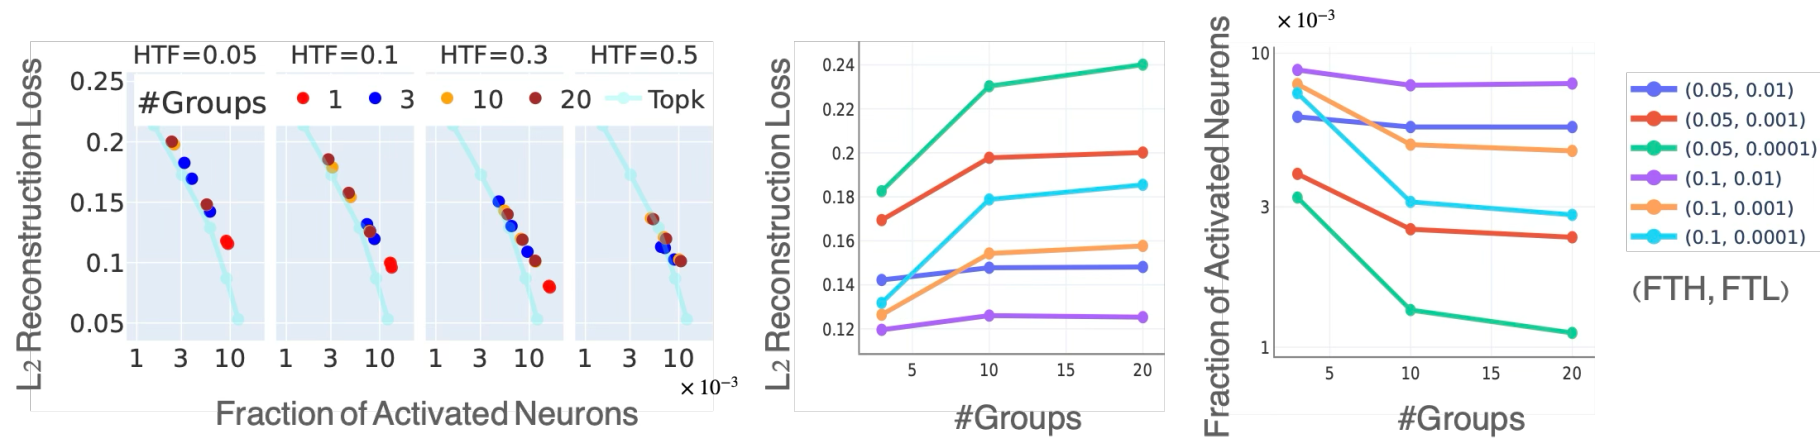 HTF=0.05 HTF=0.1 HTF=0.3 HTF=0.5
#Groups 1 3 10 20 Topk
L2 Reconstruction Loss
0.25
0.2
0.15
0.1
0.05
1 3 10 1 3 10 1 3 10 1 3 10
× 10⁻³
Fraction of Activated Neurons
L2 Reconstruction Loss
0.24
0.22
0.2
0.18
0.16
0.14
0.12
5 10 15 20
#Groups
× 10⁻³
Fraction of Activated Neurons
10
3
1
5 10 15 20
#Groups
(0.05, 0.01)
(0.05, 0.001)
(0.05, 0.0001)
(0.1, 0.01)
(0.1, 0.001)
(0.1, 0.0001)
(FTH, FTL)